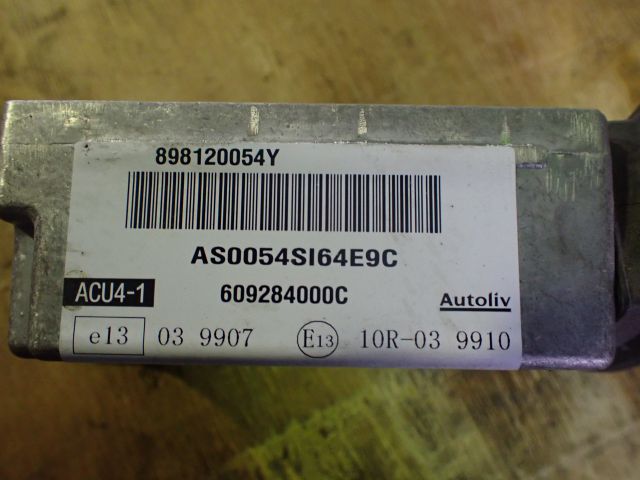 898120054Y
AS0054SI64E9C
ACU4-1 609284000C Autoliv
e13 03 9907 E13 10R-03 9910